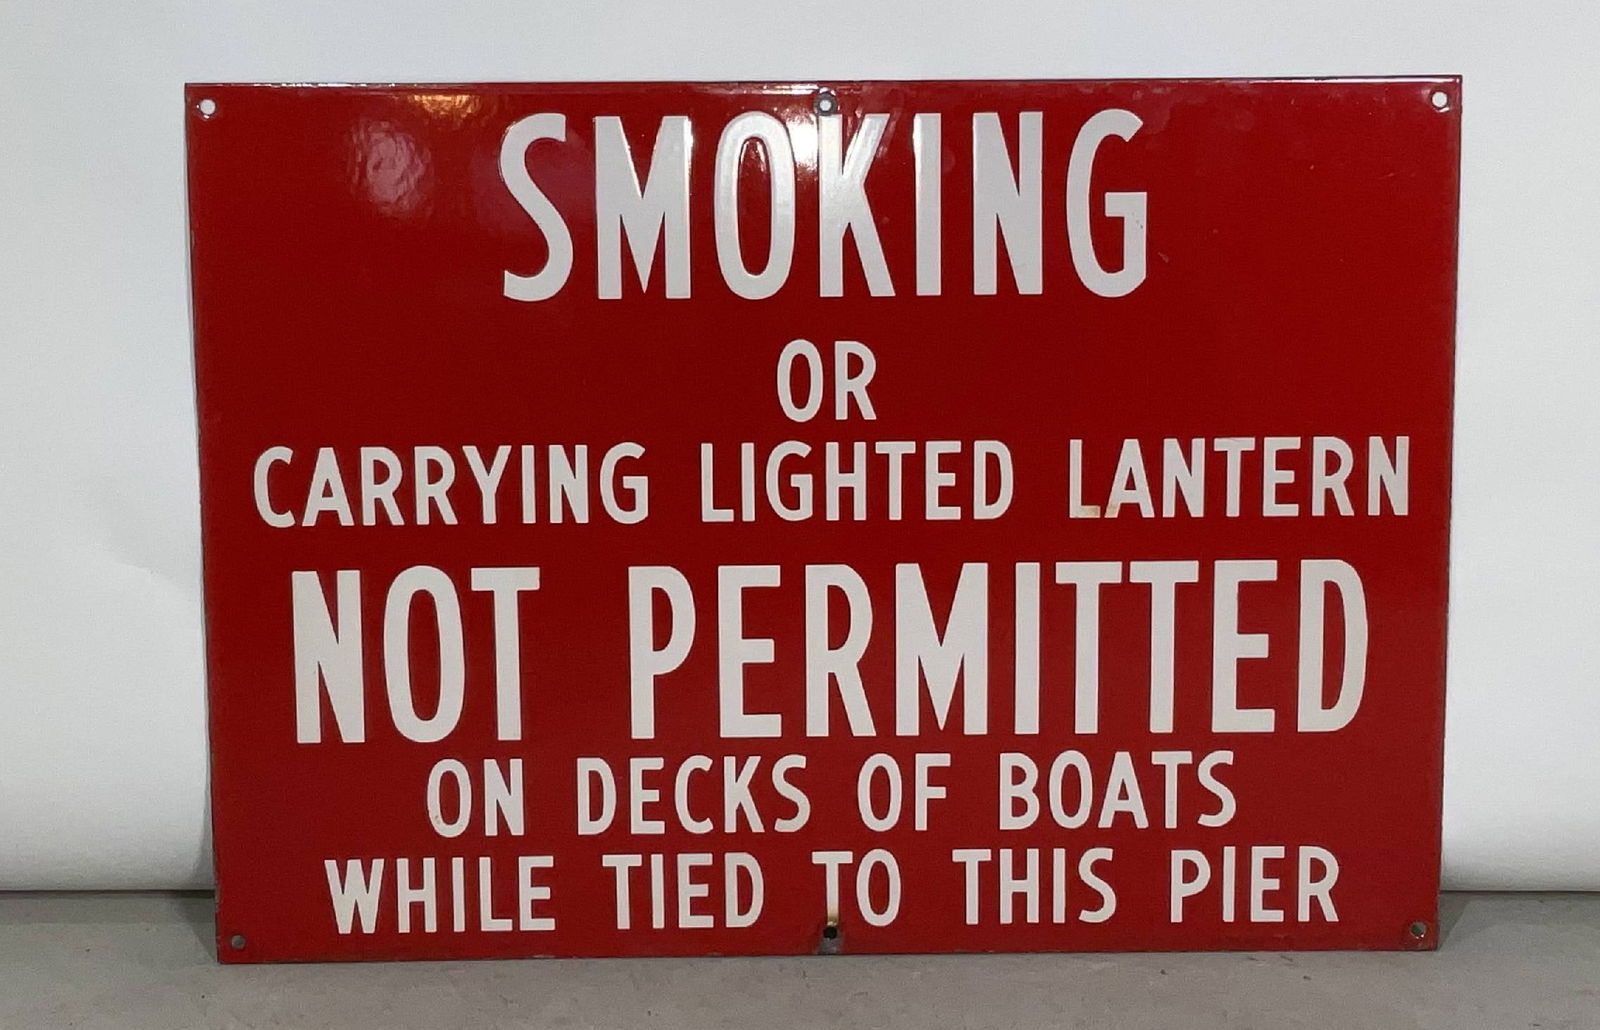 SMOKING
OR
CARRYING LIGHTED LANTERN
NOT PERMITTED
ON DECKS OF BOATS
WHILE TIED TO THIS PIER